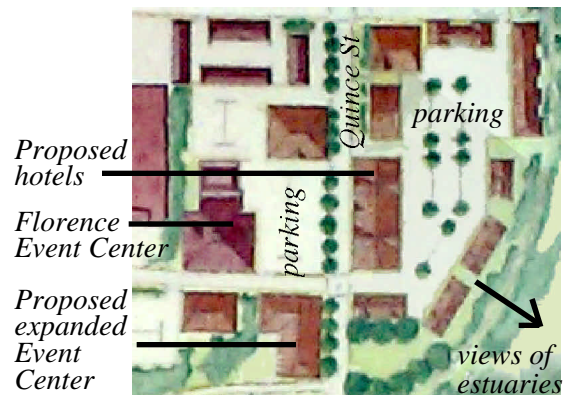 Quince St
parking
Proposed
hotels
Florence
Event Center
parking
Proposed
expanded
Event
Center
views of
estuaries